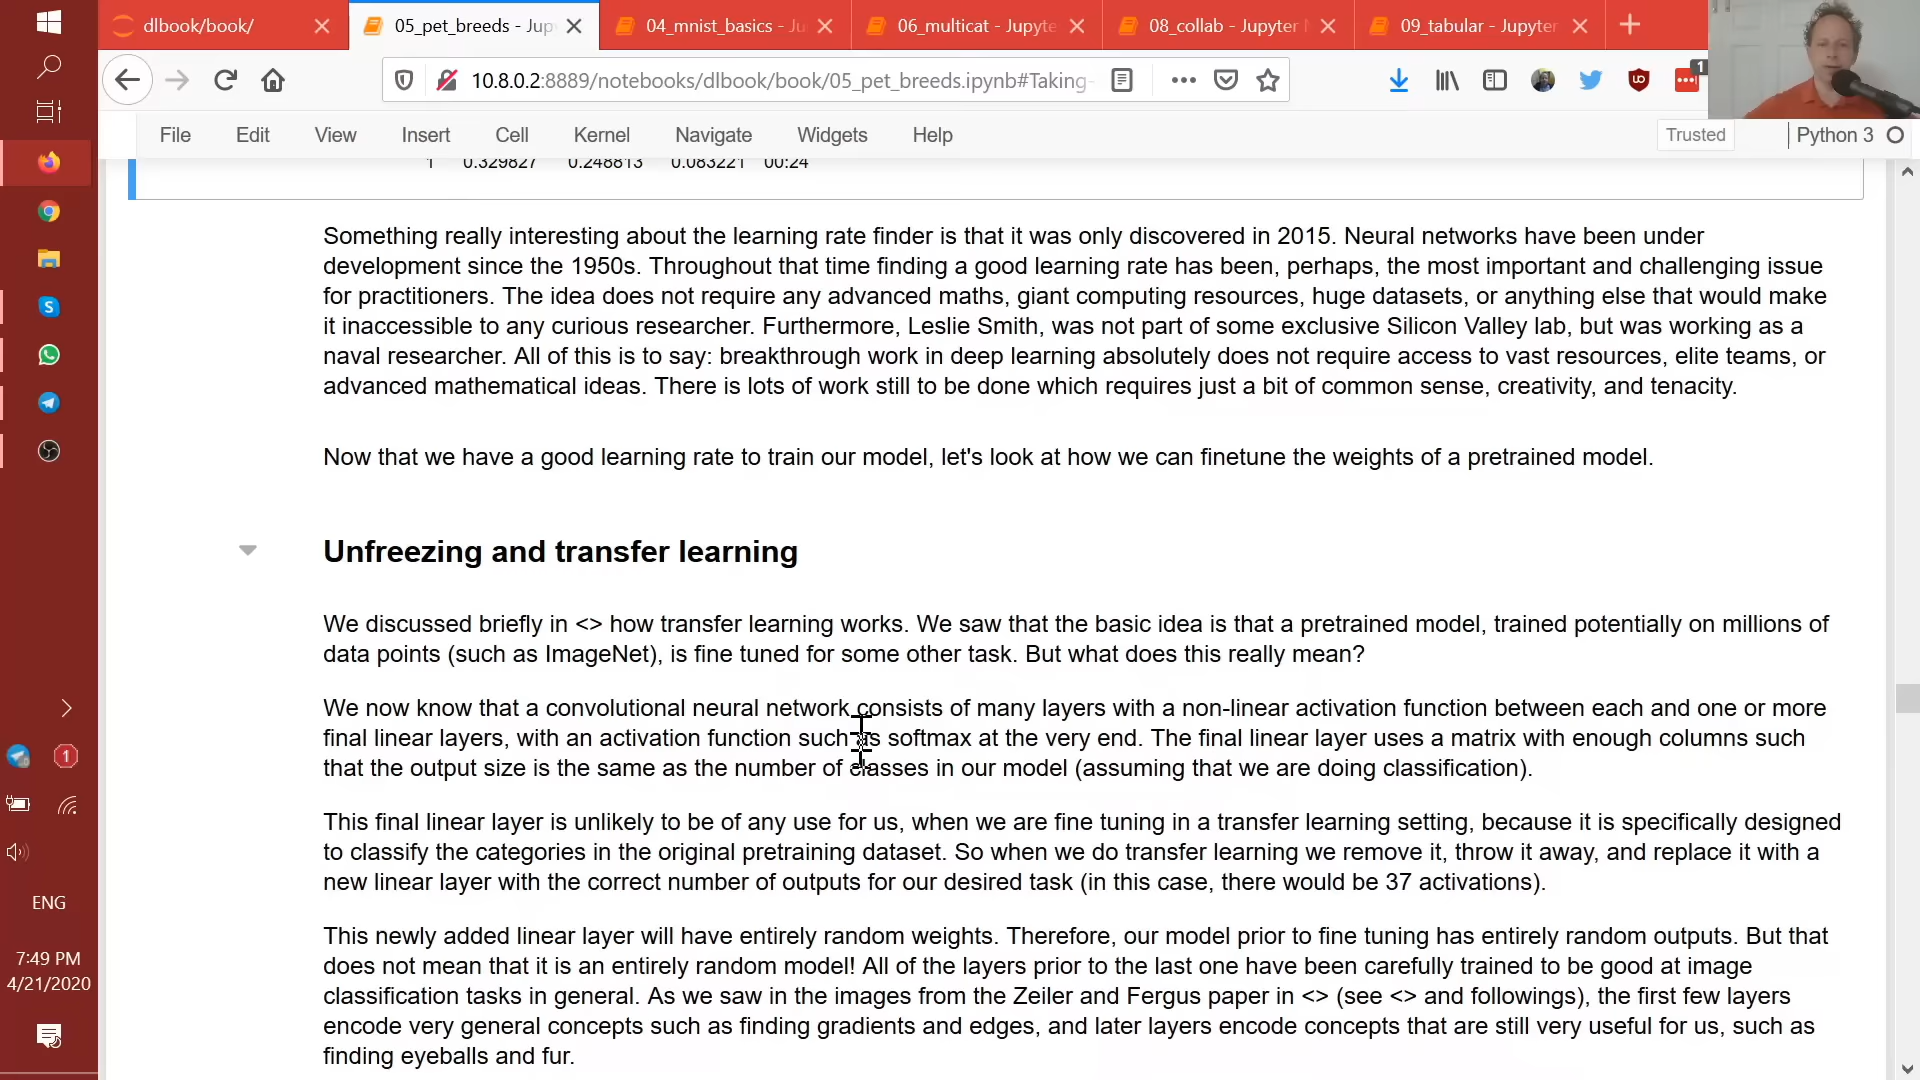 dlbook/book/
05_pet_breeds - Jup
04_mnist_basics - Ju
06_multicat - Jupyte
08_collab - Jupyter
09_tabular - Jupyter
10.8.0.2:8889/notebooks/dlbook/book/05_pet_breeds.ipynb#Taking-
1
File Edit View Insert Cell Kernel Navigate Widgets Help
Trusted
Python 3
1 0.329827 0.248813 0.083221 00:24
Something really interesting about the learning rate finder is that it was only discovered in 2015. Neural networks have been under
development since the 1950s. Throughout that time finding a good learning rate has been, perhaps, the most important and challenging issue
for practitioners. The idea does not require any advanced maths, giant computing resources, huge datasets, or anything else that would make
it inaccessible to any curious researcher. Furthermore, Leslie Smith, was not part of some exclusive Silicon Valley lab, but was working as a
naval researcher. All of this is to say: breakthrough work in deep learning absolutely does not require access to vast resources, elite teams, or
advanced mathematical ideas. There is lots of work still to be done which requires just a bit of common sense, creativity, and tenacity.
Now that we have a good learning rate to train our model, let's look at how we can finetune the weights of a pretrained model.
Unfreezing and transfer learning
We discussed briefly in <> how transfer learning works. We saw that the basic idea is that a pretrained model, trained potentially on millions of
data points (such as ImageNet), is fine tuned for some other task. But what does this really mean?
We now know that a convolutional neural network consists of many layers with a non-linear activation function between each and one or more
final linear layers, with an activation function such as softmax at the very end. The final linear layer uses a matrix with enough columns such
that the output size is the same as the number of classes in our model (assuming that we are doing classification).
This final linear layer is unlikely to be of any use for us, when we are fine tuning in a transfer learning setting, because it is specifically designed
to classify the categories in the original pretraining dataset. So when we do transfer learning we remove it, throw it away, and replace it with a
new linear layer with the correct number of outputs for our desired task (in this case, there would be 37 activations).
This newly added linear layer will have entirely random weights. Therefore, our model prior to fine tuning has entirely random outputs. But that
does not mean that it is an entirely random model! All of the layers prior to the last one have been carefully trained to be good at image
classification tasks in general. As we saw in the images from the Zeiler and Fergus paper in <> (see <> and followings), the first few layers
encode very general concepts such as finding gradients and edges, and later layers encode concepts that are still very useful for us, such as
finding eyeballs and fur.
1
ENG
7:49 PM
4/21/2020